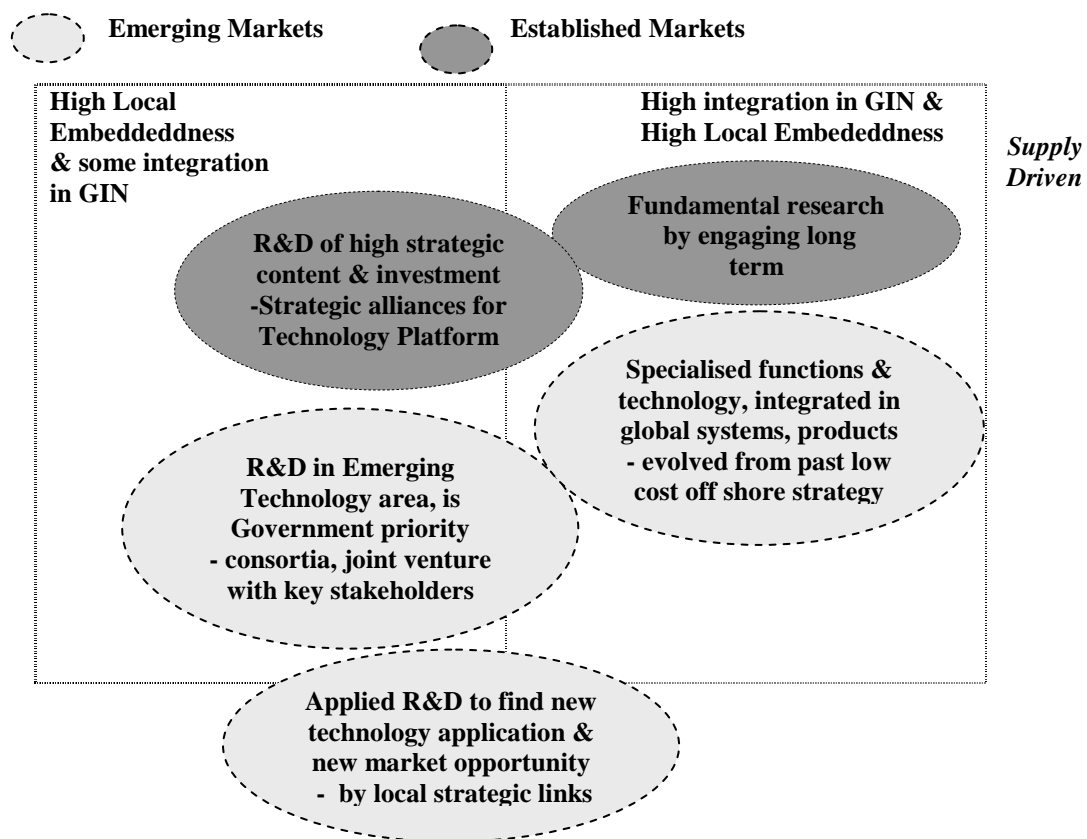 Emerging Markets
Established Markets
High Local
Embeddedness
& some integration
in GIN
High integration in GIN &
High Local Embededdness
Supply
Driven
R&D of high strategic
content & investment
-Strategic alliances for
Technology Platform
Fundamental research
by engaging long
term
Specialised functions &
technology, integrated in
global systems, products
- evolved from past low
cost off shore strategy
R&D in Emerging
Technology area, is
Government priority
- consortia, joint venture
with key stakeholders
Applied R&D to find new
technology application &
new market opportunity
- by local strategic links